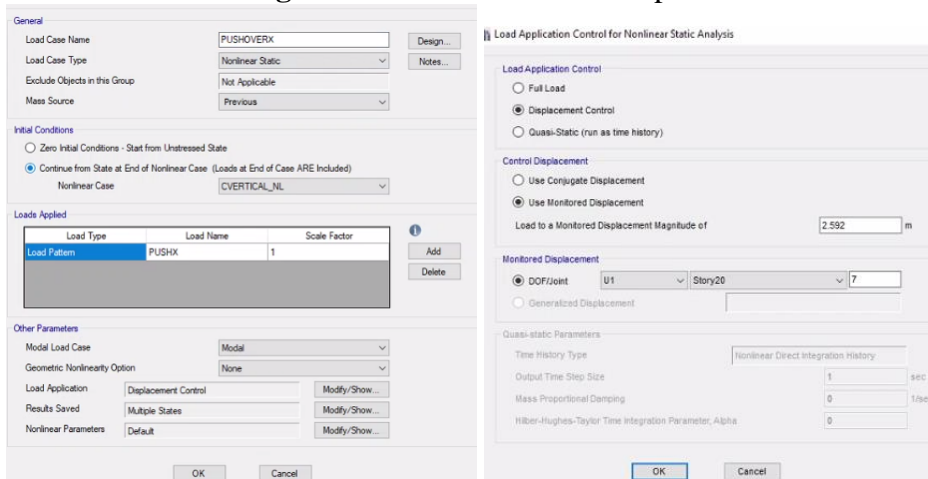 General
Load Case Name PUSHOVERX Design...
Load Case Type Nonlinear Static Notes...
Exclude Objects in this Group Not Applicable
Mass Source Previous
Initial Conditions
Zero Initial Conditions - Start from Unstressed State
Continue from State at End of Nonlinear Case (Loads at End of Case ARE Included)
Nonlinear Case CVERTICAL_NL
Loads Applied
Load Type Load Name Scale Factor
Load Pattern PUSHX 1 Add
Delete
Other Parameters
Modal Load Case Modal
Geometric Nonlinearity Option None
Load Application Displacement Control Modify/Show...
Results Saved Multiple States Modify/Show...
Nonlinear Parameters Default Modify/Show...
OK Cancel
Load Application Control for Nonlinear Static Analysis
Load Application Control
Full Load
Displacement Control
Quasi-Static (run as time history)
Control Displacement
Use Conjugate Displacement
Use Monitored Displacement
Load to a Monitored Displacement Magnitude of 2.592 m
Monitored Displacement
DOF/Joint U1 Story20 7
Generalized Displacement
Quasi-static Parameters
Time History Type Nonlinear Direct Integration History
Output Time Step Size 1 sec
Mass Proportional Damping 0 1/se
Hilber-Hughes-Taylor Time Integration Parameter, Alpha 0
OK Cancel